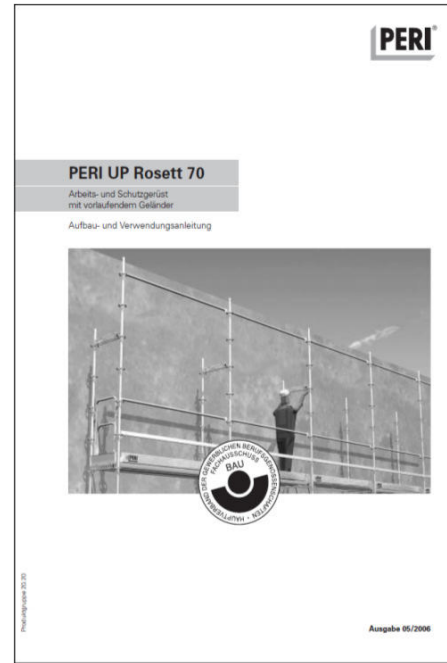 PERI®
PERI UP Rosett 70
Arbeits- und Schutzgerüst
mit vorlaufendem Geländer
Aufbau- und Verwendungsanleitung
HAUPTVERBAND DER GEWERBLICHEN BERUFSGENOSSENSCHAFTEN
FACHAUSSCHUSS
BAU
Ausgabe 05/2006